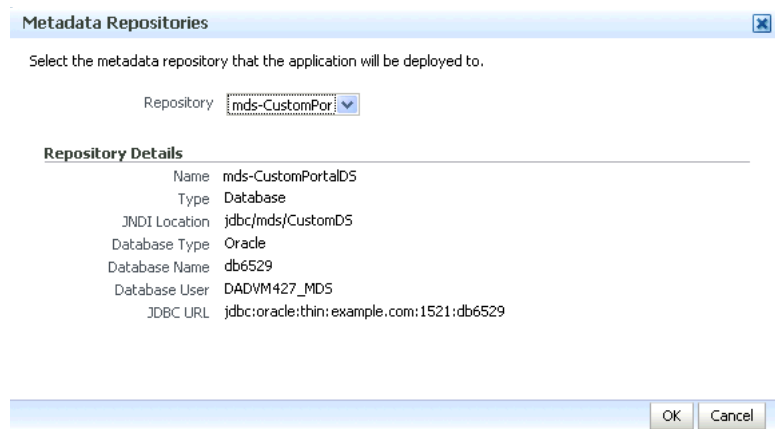 Metadata Repositories
Select the metadata repository that the application will be deployed to.
Repository mds-CustomPor
Repository Details
Name mds-CustomPortalDS
Type Database
JNDI Location jdbc/mds/CustomDS
Database Type Oracle
Database Name db6529
Database User DADVM427_MDS
JDBC URL jdbc:oracle:thin:example.com:1521:db6529
OK Cancel